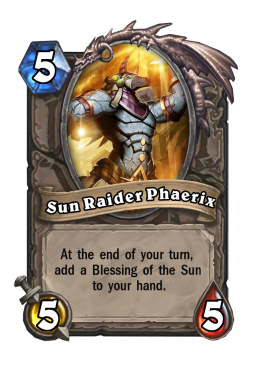 5
Sun Raider Phaerix
At the end of your turn,
add a Blessing of the Sun
to your hand.
5
5